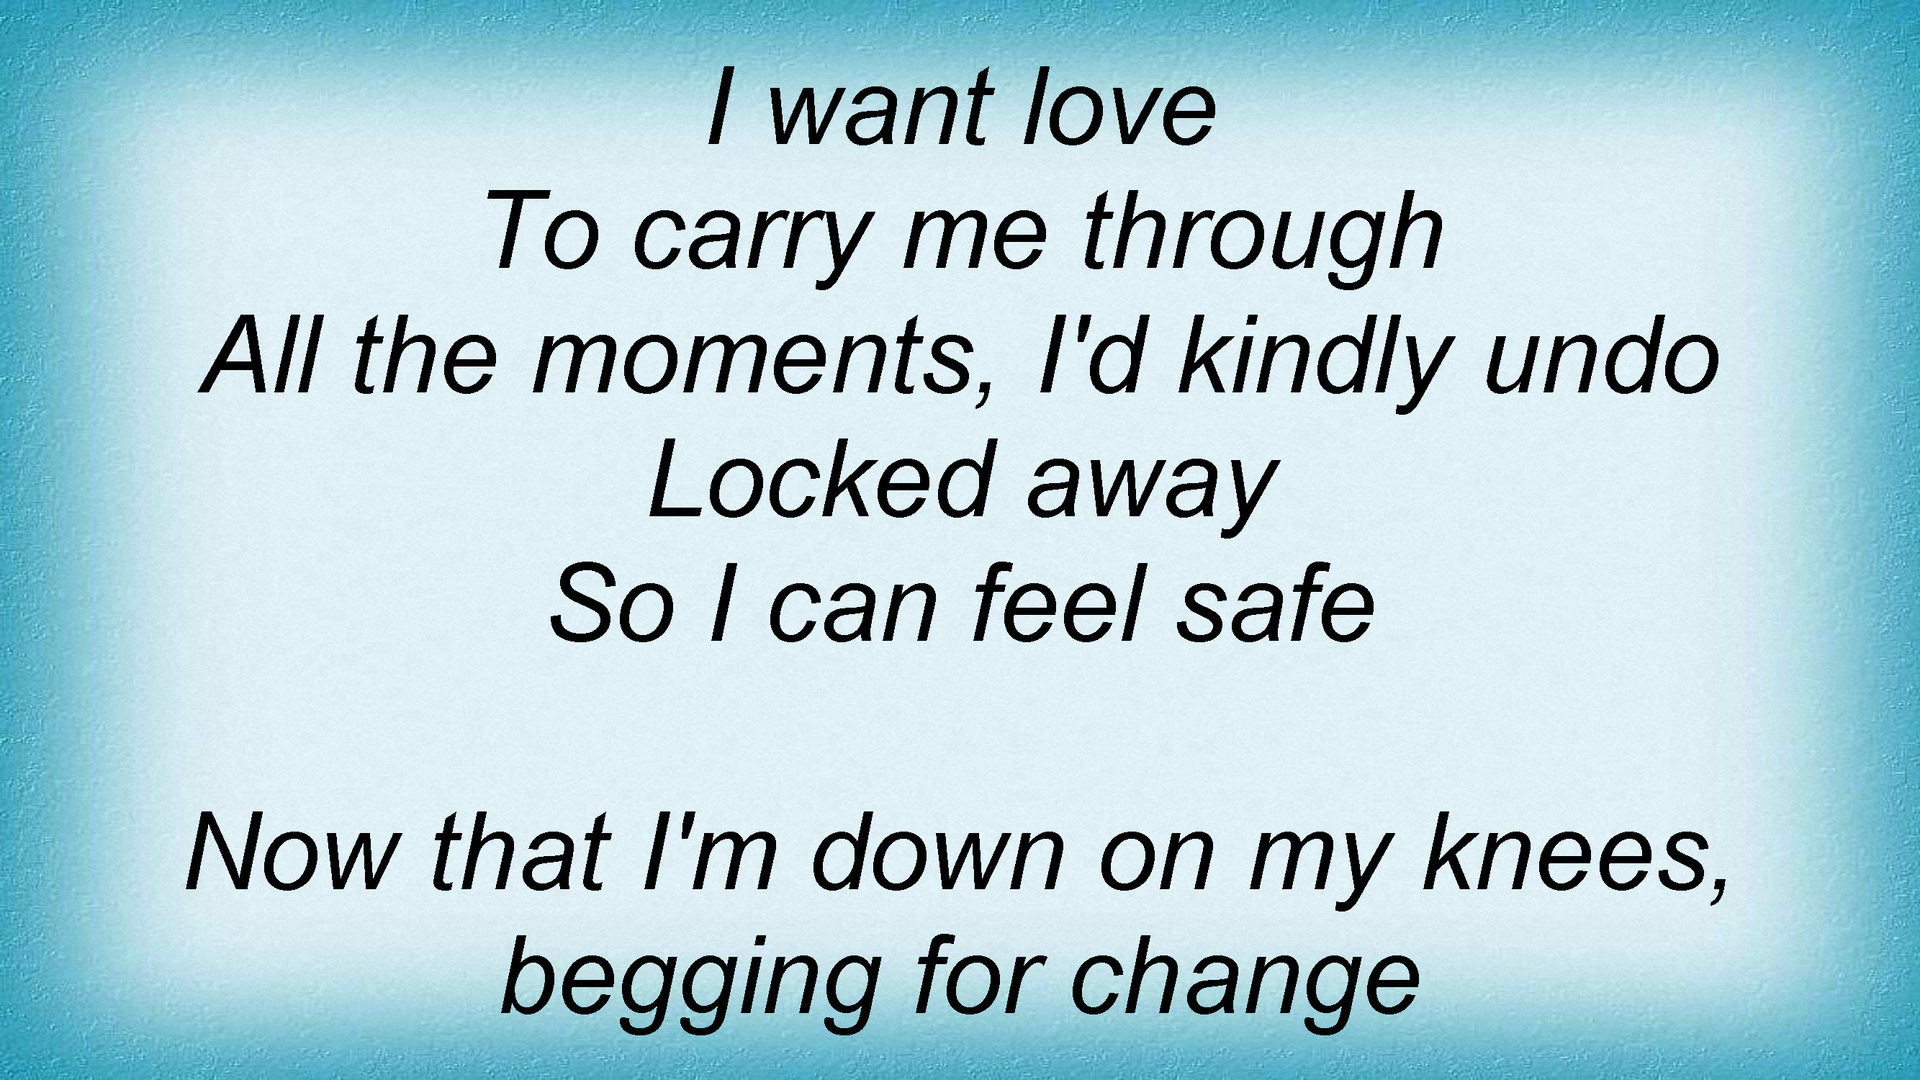 I want love
To carry me through
All the moments, I'd kindly undo
Locked away
So I can feel safe
Now that I'm down on my knees,
begging for change